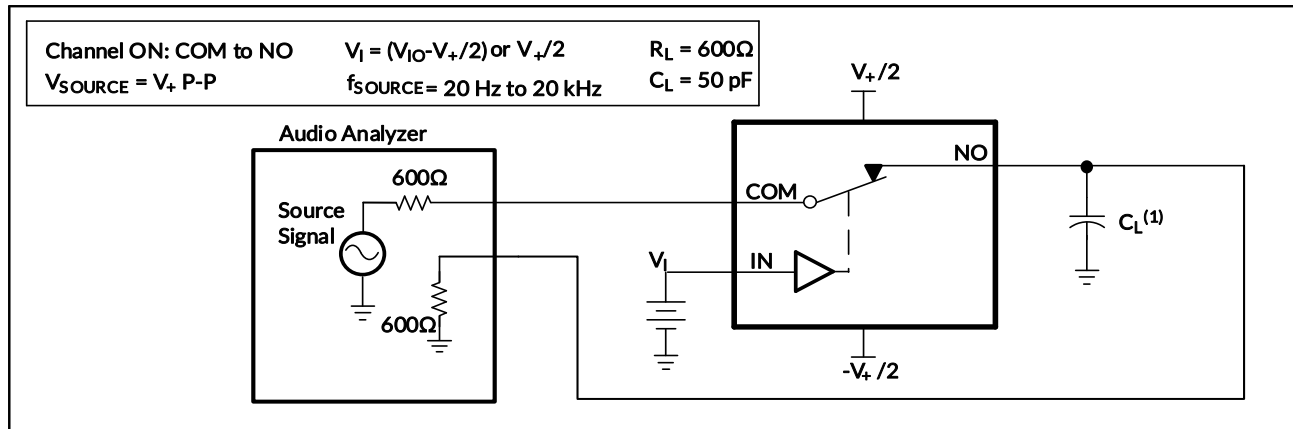 Channel ON: COM to NO
V_I = (V_IO-V_+/2) or V_+/2
R_L = 600Ω
V_SOURCE = V_+ P-P
f_SOURCE = 20 Hz to 20 kHz
C_L = 50 pF
V_+/2
Audio Analyzer
NO
600Ω
COM
Source
Signal
C_L(1)
V_I
IN
600Ω
-V_+/2